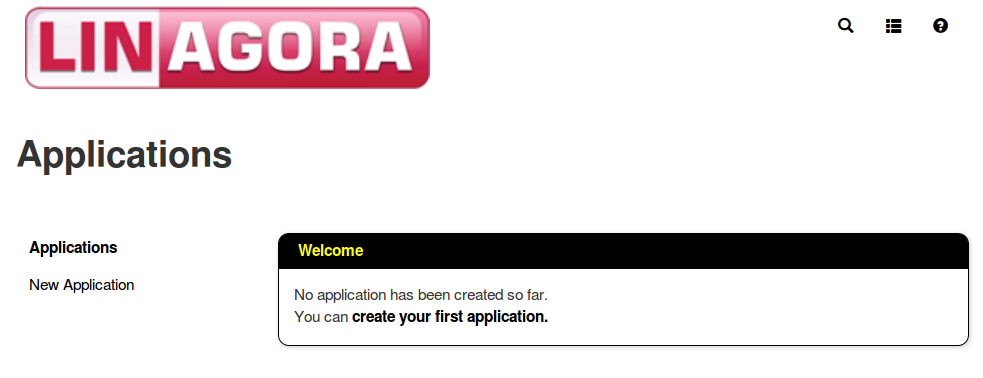 LINAGORA
Applications
Applications
New Application
Welcome
No application has been created so far.
You can create your first application.